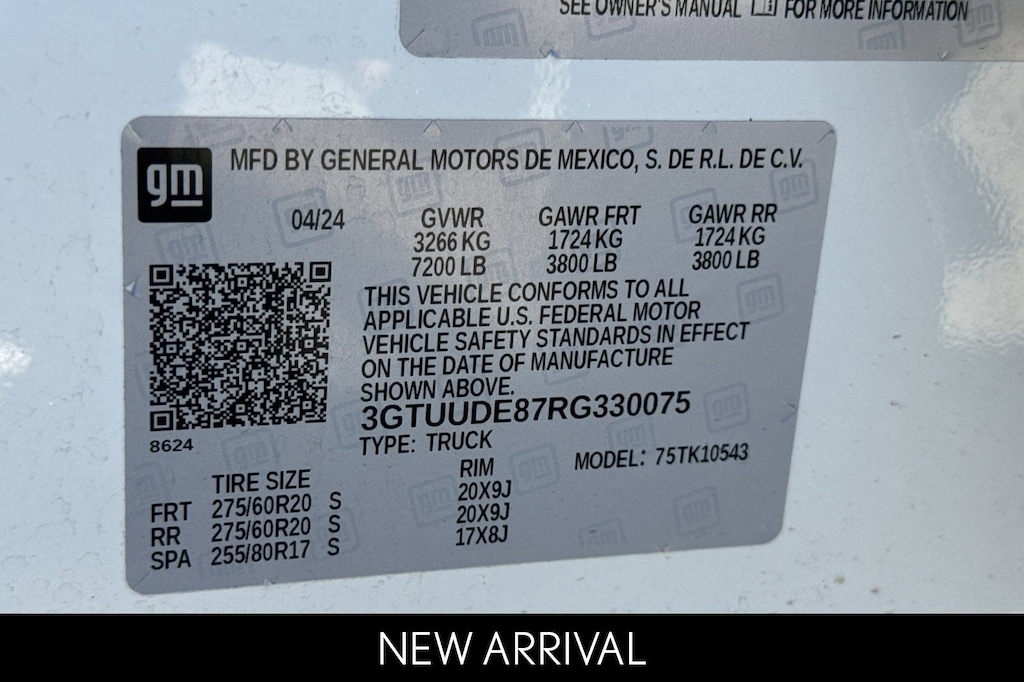 SEE OWNER'S MANUAL FOR MORE INFORMATION
gm
MFD BY GENERAL MOTORS DE MEXICO, S. DE R.L. DE C.V.
04/24 GVWR GAWR FRT GAWR RR
3266 KG 1724 KG 1724 KG
7200 LB 3800 LB 3800 LB
THIS VEHICLE CONFORMS TO ALL
APPLICABLE U.S. FEDERAL MOTOR
VEHICLE SAFETY STANDARDS IN EFFECT
ON THE DATE OF MANUFACTURE
SHOWN ABOVE.
3GTUUDE87RG330075
8624
TYPE: TRUCK
MODEL: 75TK10543
TIRE SIZE RIM
FRT 275/60R20 S 20X9J
RR 275/60R20 S 20X9J
SPA 255/80R17 S 17X8J
NEW ARRIVAL